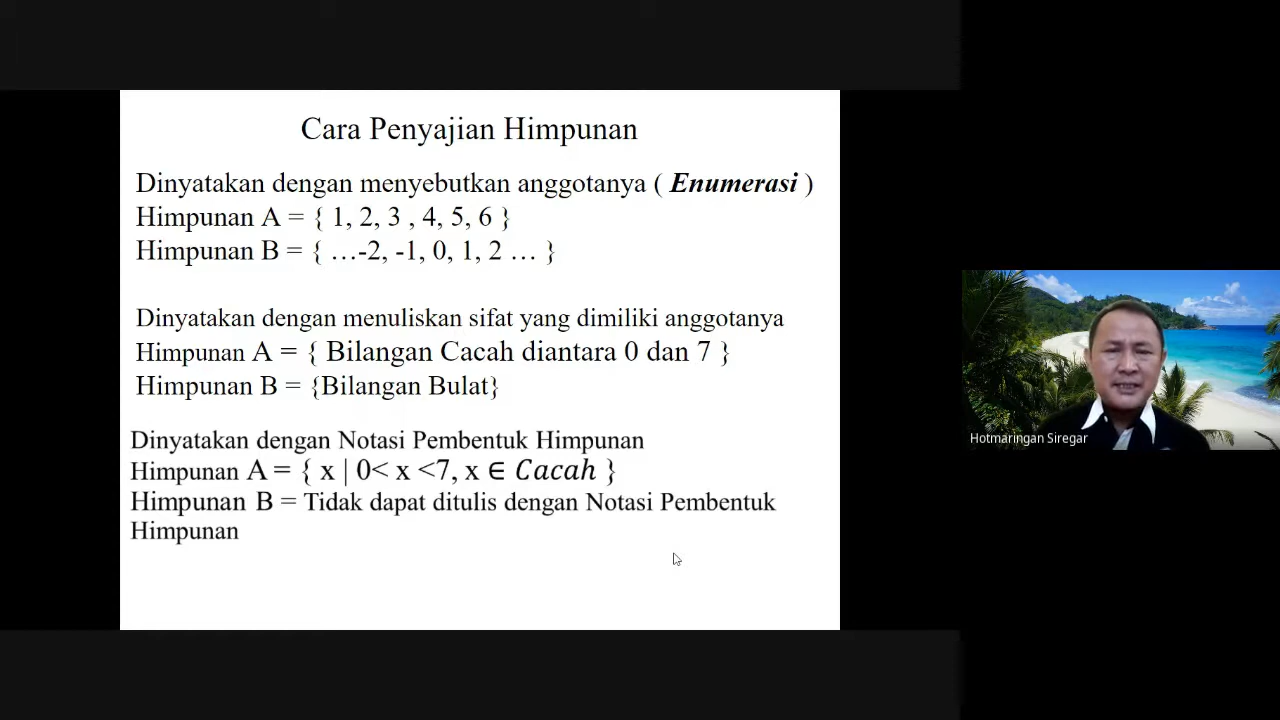 Cara Penyajian Himpunan
Dinyatakan dengan menyebutkan anggotanya ( Enumerasi )
Himpunan A = { 1, 2, 3 , 4, 5, 6 }
Himpunan B = { …-2, -1, 0, 1, 2 … }
Dinyatakan dengan menuliskan sifat yang dimiliki anggotanya
Himpunan A = { Bilangan Cacah diantara 0 dan 7 }
Himpunan B = {Bilangan Bulat}
Dinyatakan dengan Notasi Pembentuk Himpunan
Himpunan A = { x | 0< x <7, x ∈ Cacah }
Himpunan B = Tidak dapat ditulis dengan Notasi Pembentuk
Himpunan
Hotmaringan Siregar